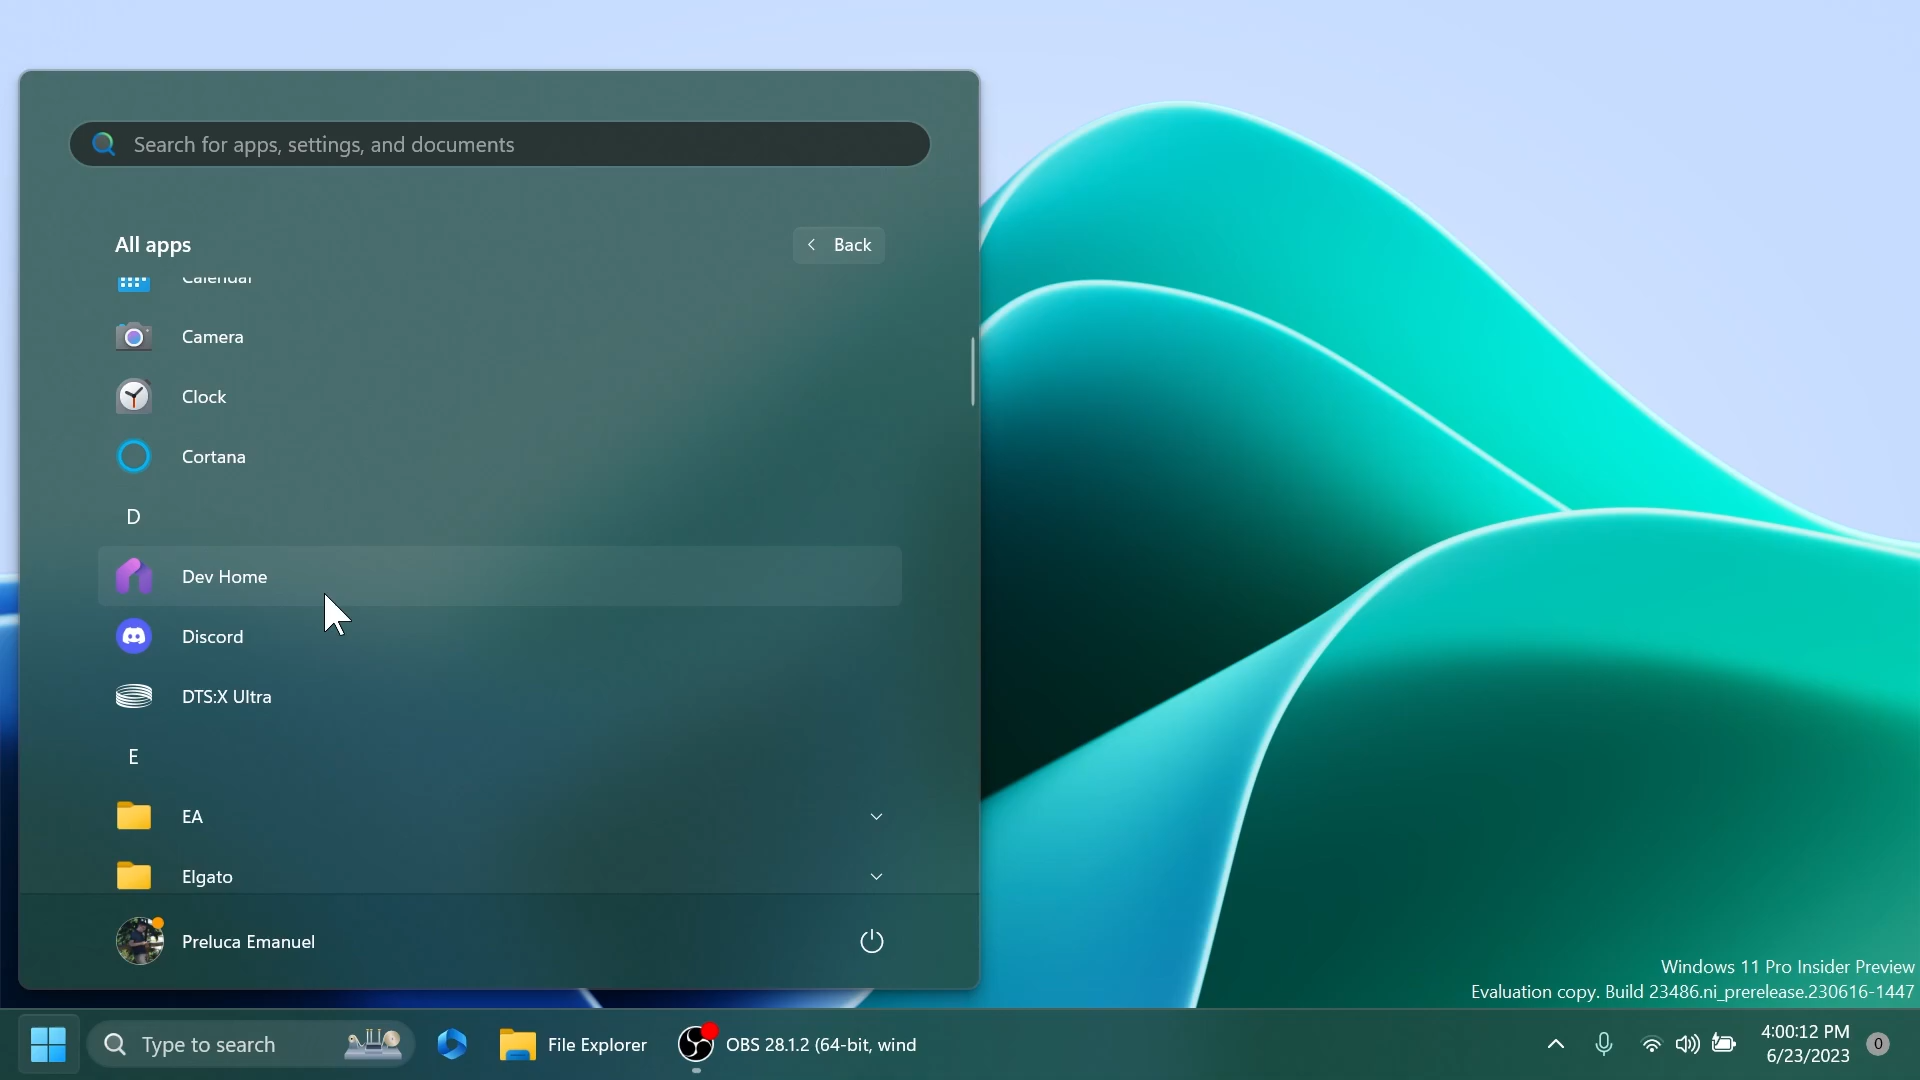 Search for apps, settings, and documents
All apps
Back
Calendar
Camera
Clock
Cortana
D
Dev Home
Discord
DTS:X Ultra
E
EA
Elgato
Preluca Emanuel
Windows 11 Pro Insider Preview
Evaluation copy. Build 23486.ni_prerelease.230616-1447
Type to search
File Explorer
OBS 28.1.2 (64-bit, wind
4:00:12 PM
6/23/2023
0